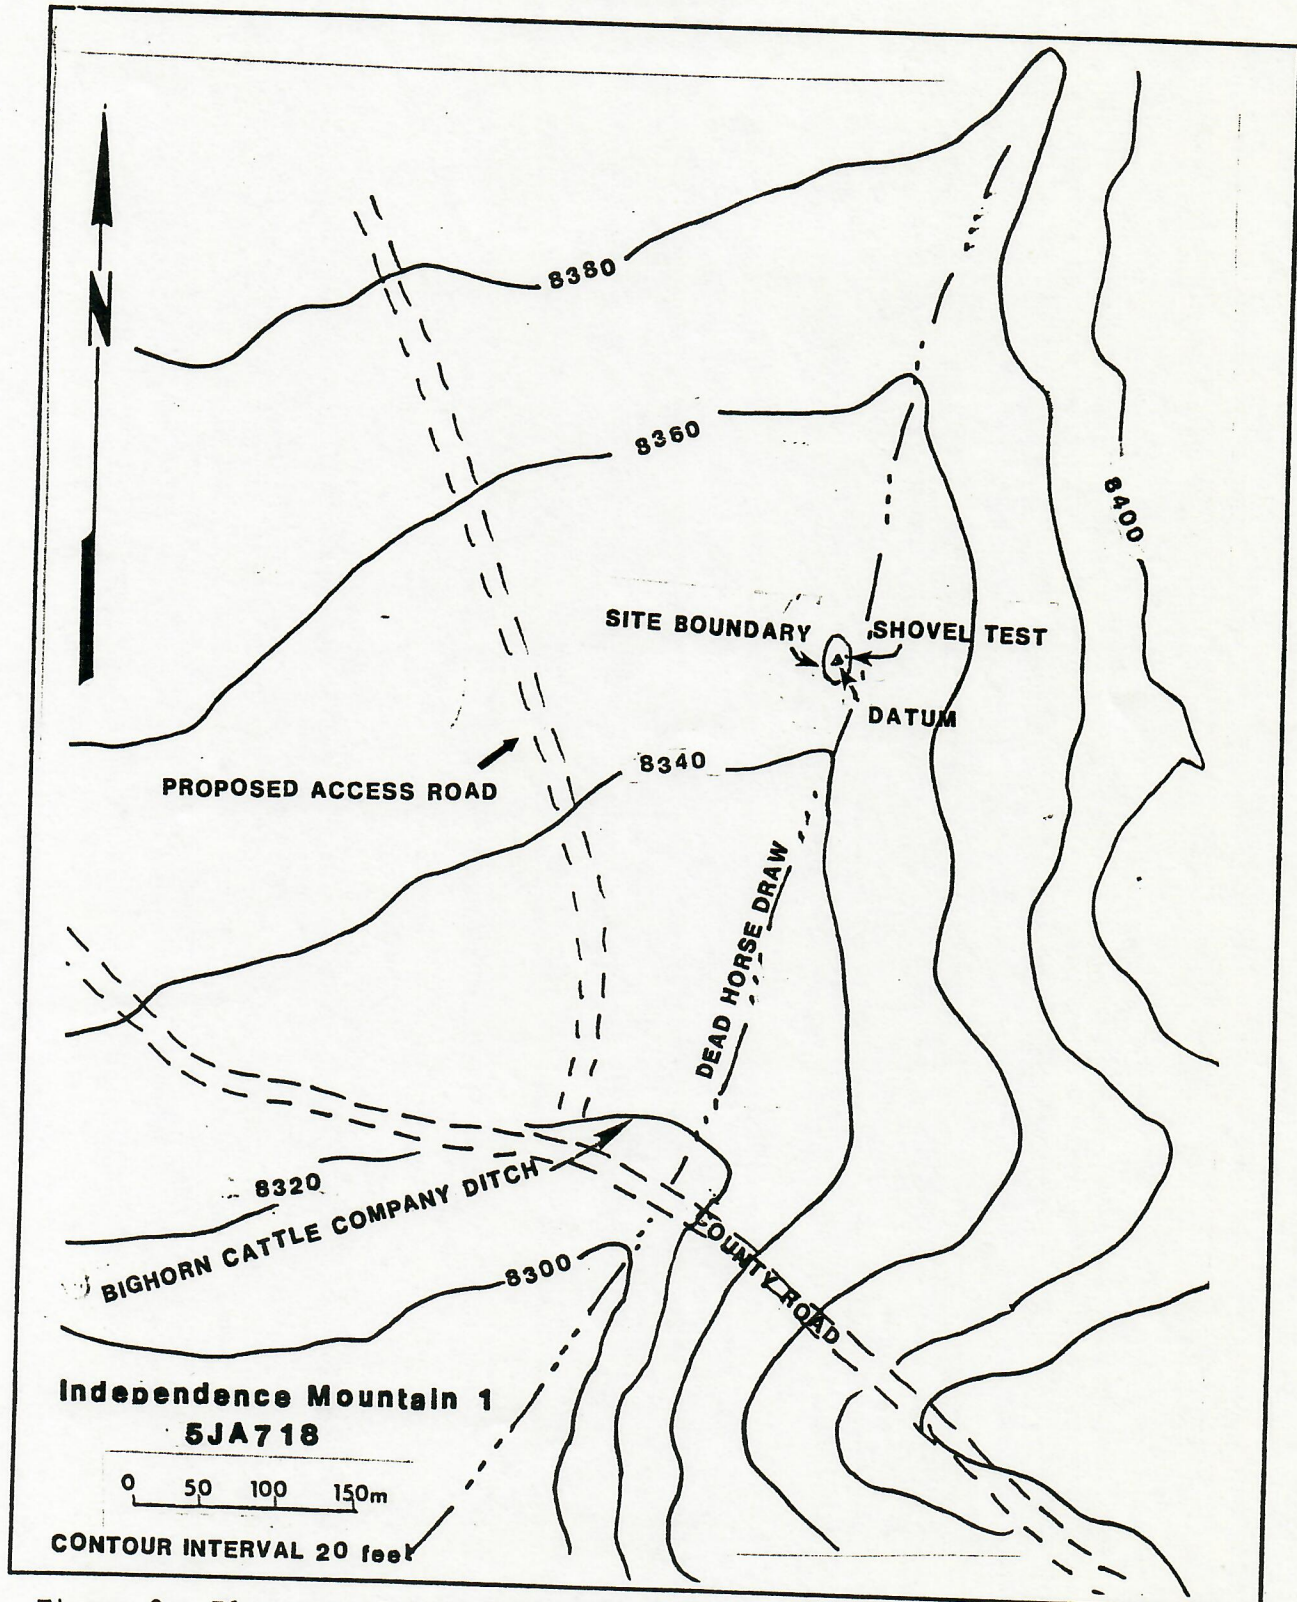 N
8380
8360
8400
SITE BOUNDARY
SHOVEL TEST
DATUM
8340
PROPOSED ACCESS ROAD
DEAD HORSE DRAW
8320
BIGHORN CATTLE COMPANY DITCH
COUNTY ROAD
8300
Independence Mountain 1
5JA718
0 50 100 150m
CONTOUR INTERVAL 20 feet